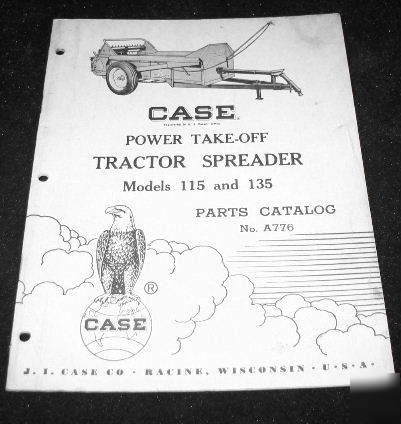 CASE
POWER TAKE-OFF
TRACTOR SPREADER
Models 115 and 135
PARTS CATALOG
No. A776
®
CASE
J. I. CASE CO · RACINE, WISCONSIN · U·S·A·